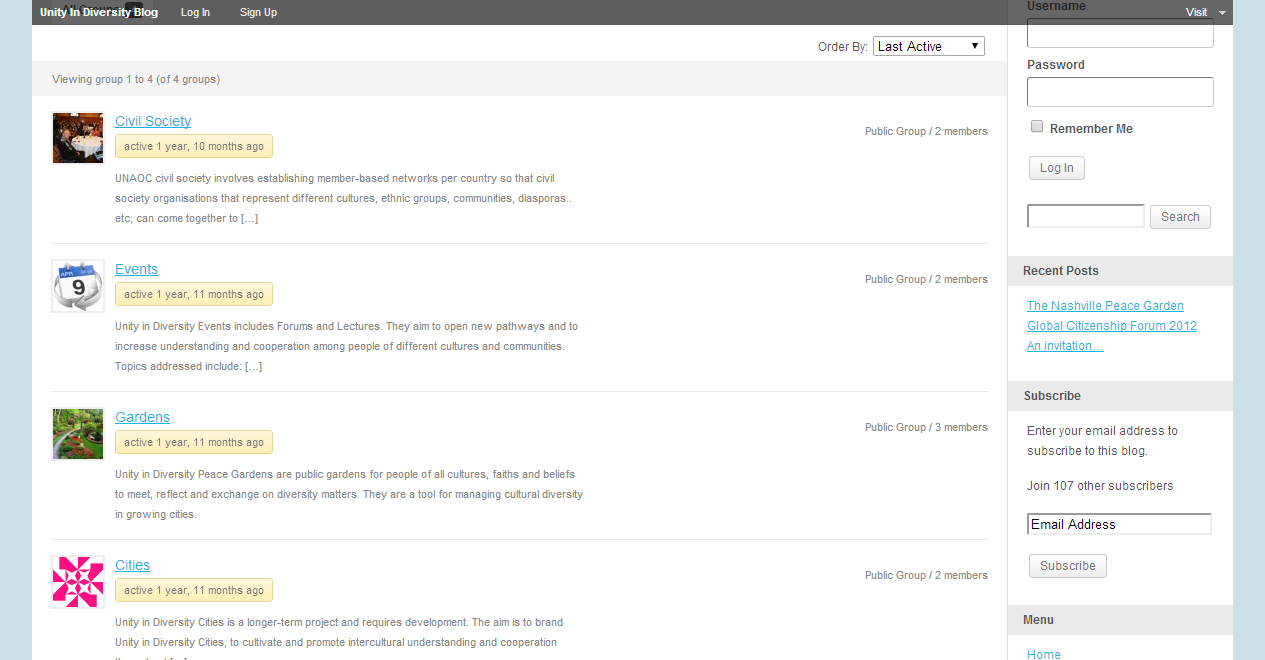 Unity In Diversity Blog Log In Sign Up Visit
Order By: Last Active
Viewing group 1 to 4 (of 4 groups)
Civil Society
active 1 year, 10 months ago
Public Group / 2 members
UNAOC civil society involves establishing member-based networks per country so that civil
society organisations that represent different cultures, ethnic groups, communities, diasporas..
etc, can come together to […]
Events
active 1 year, 11 months ago
Public Group / 2 members
APR
9
Unity in Diversity Events includes Forums and Lectures. They aim to open new pathways and to
increase understanding and cooperation among people of different cultures and communities.
Topics addressed include: […]
Gardens
active 1 year, 11 months ago
Public Group / 3 members
Unity in Diversity Peace Gardens are public gardens for people of all cultures, faiths and beliefs
to meet, reflect and exchange on diversity matters. They are a tool for managing cultural diversity
in growing cities.
Cities
active 1 year, 11 months ago
Public Group / 2 members
Unity in Diversity Cities is a longer-term project and requires development. The aim is to brand
Unity in Diversity Cities, to cultivate and promote intercultural understanding and cooperation
Username
Password
Remember Me
Log In
Search
Recent Posts
The Nashville Peace Garden
Global Citizenship Forum 2012
An invitation…
Subscribe
Enter your email address to
subscribe to this blog.
Join 107 other subscribers
Email Address
Subscribe
Menu
Home